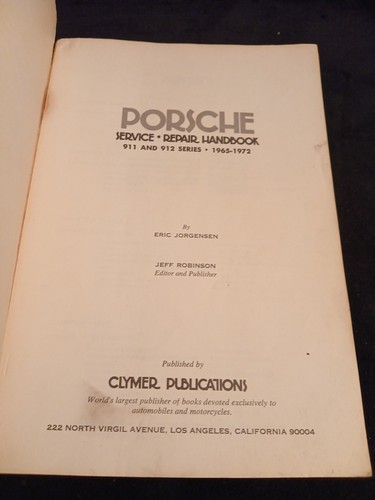 PORSCHE
SERVICE • REPAIR HANDBOOK
911 AND 912 SERIES • 1965-1972
By
ERIC JORGENSEN
JEFF ROBINSON
Editor and Publisher
Published by
CLYMER PUBLICATIONS
World's largest publisher of books devoted exclusively to
automobiles and motorcycles.
222 NORTH VIRGIL AVENUE, LOS ANGELES, CALIFORNIA 90004